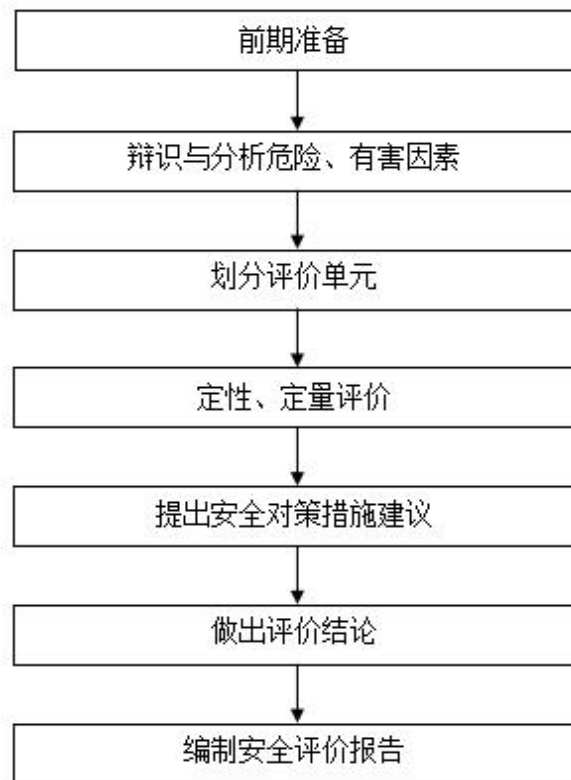 前期准备
辩识与分析危险、有害因素
划分评价单元
定性、定量评价
提出安全对策措施建议
做出评价结论
编制安全评价报告